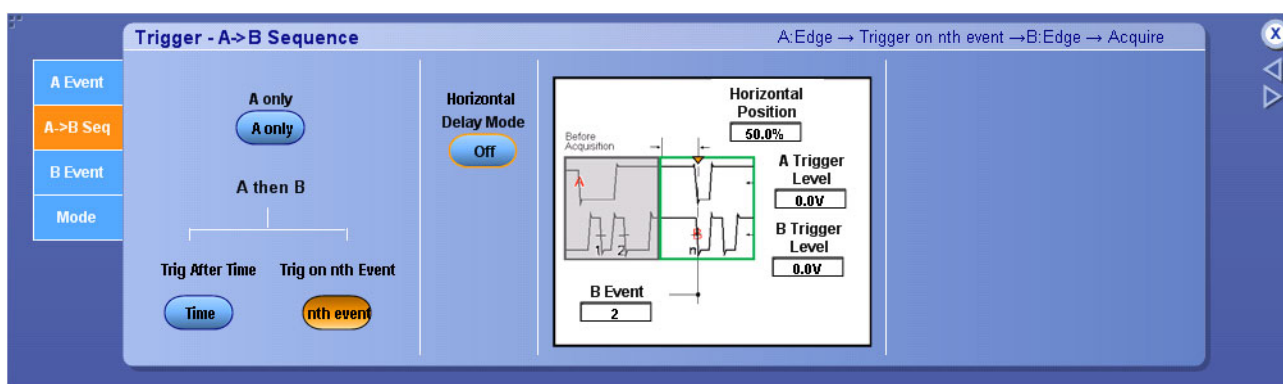 Trigger - A->B Sequence
A:Edge → Trigger on nth event →B:Edge → Acquire
X
A Event
A->B Seq
B Event
Mode
A only
A only
A then B
Trig After Time
Time
Trig on nth Event
nth event
Horizontal
Delay Mode
Off
Before
Acquisition
A
1
2
B
n
Horizontal
Position
50.0%
A Trigger
Level
0.0V
B Trigger
Level
0.0V
B Event
2